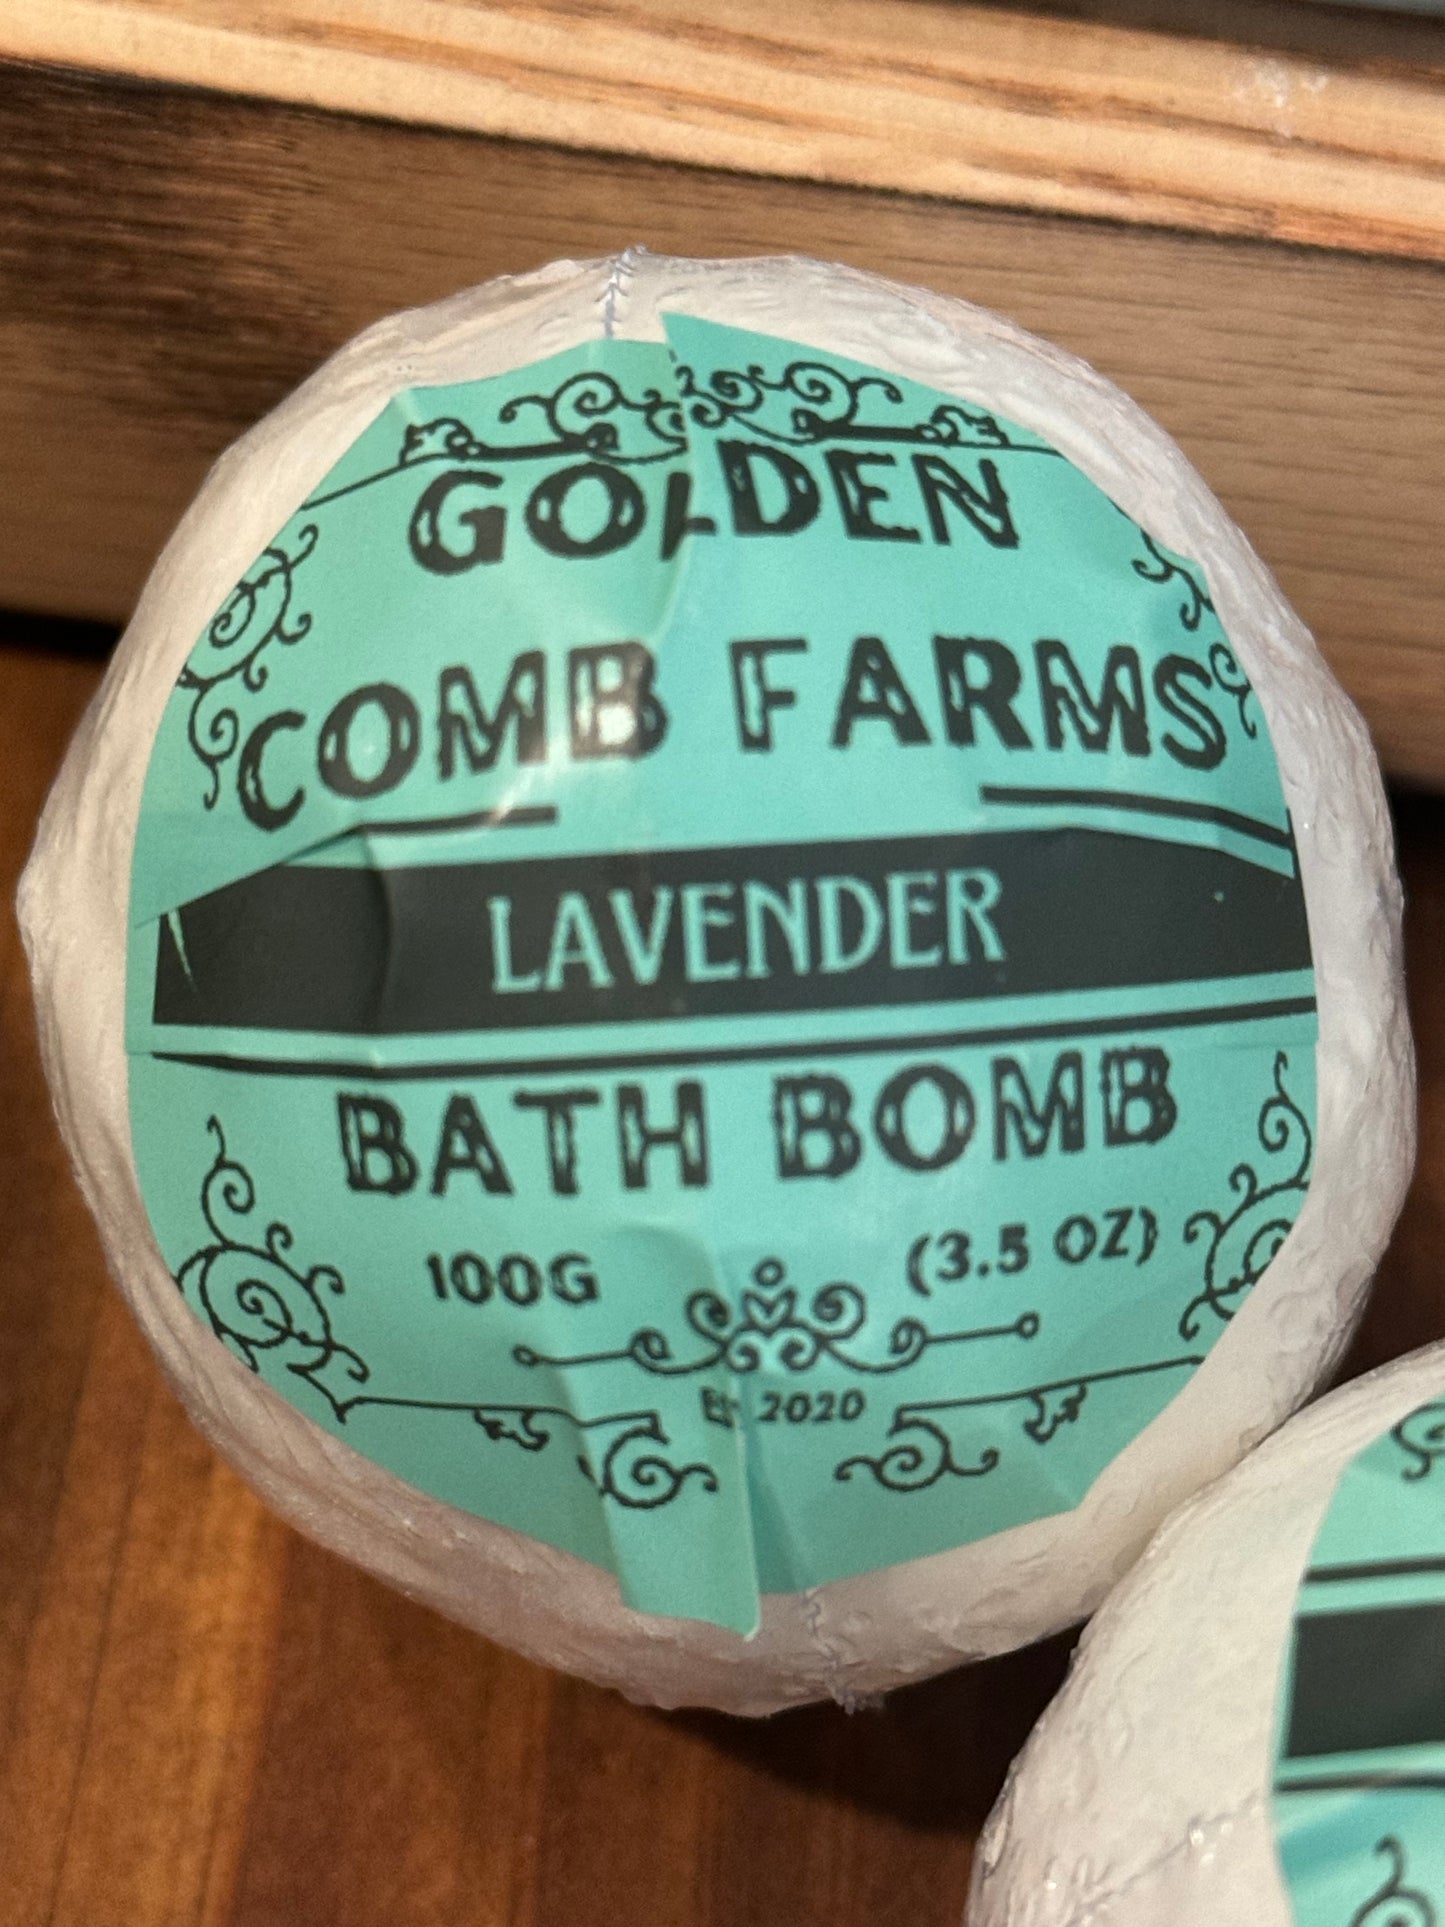 GOLDEN
COMB FARMS
LAVENDER
BATH BOMB
100G (3.5 OZ)
2020